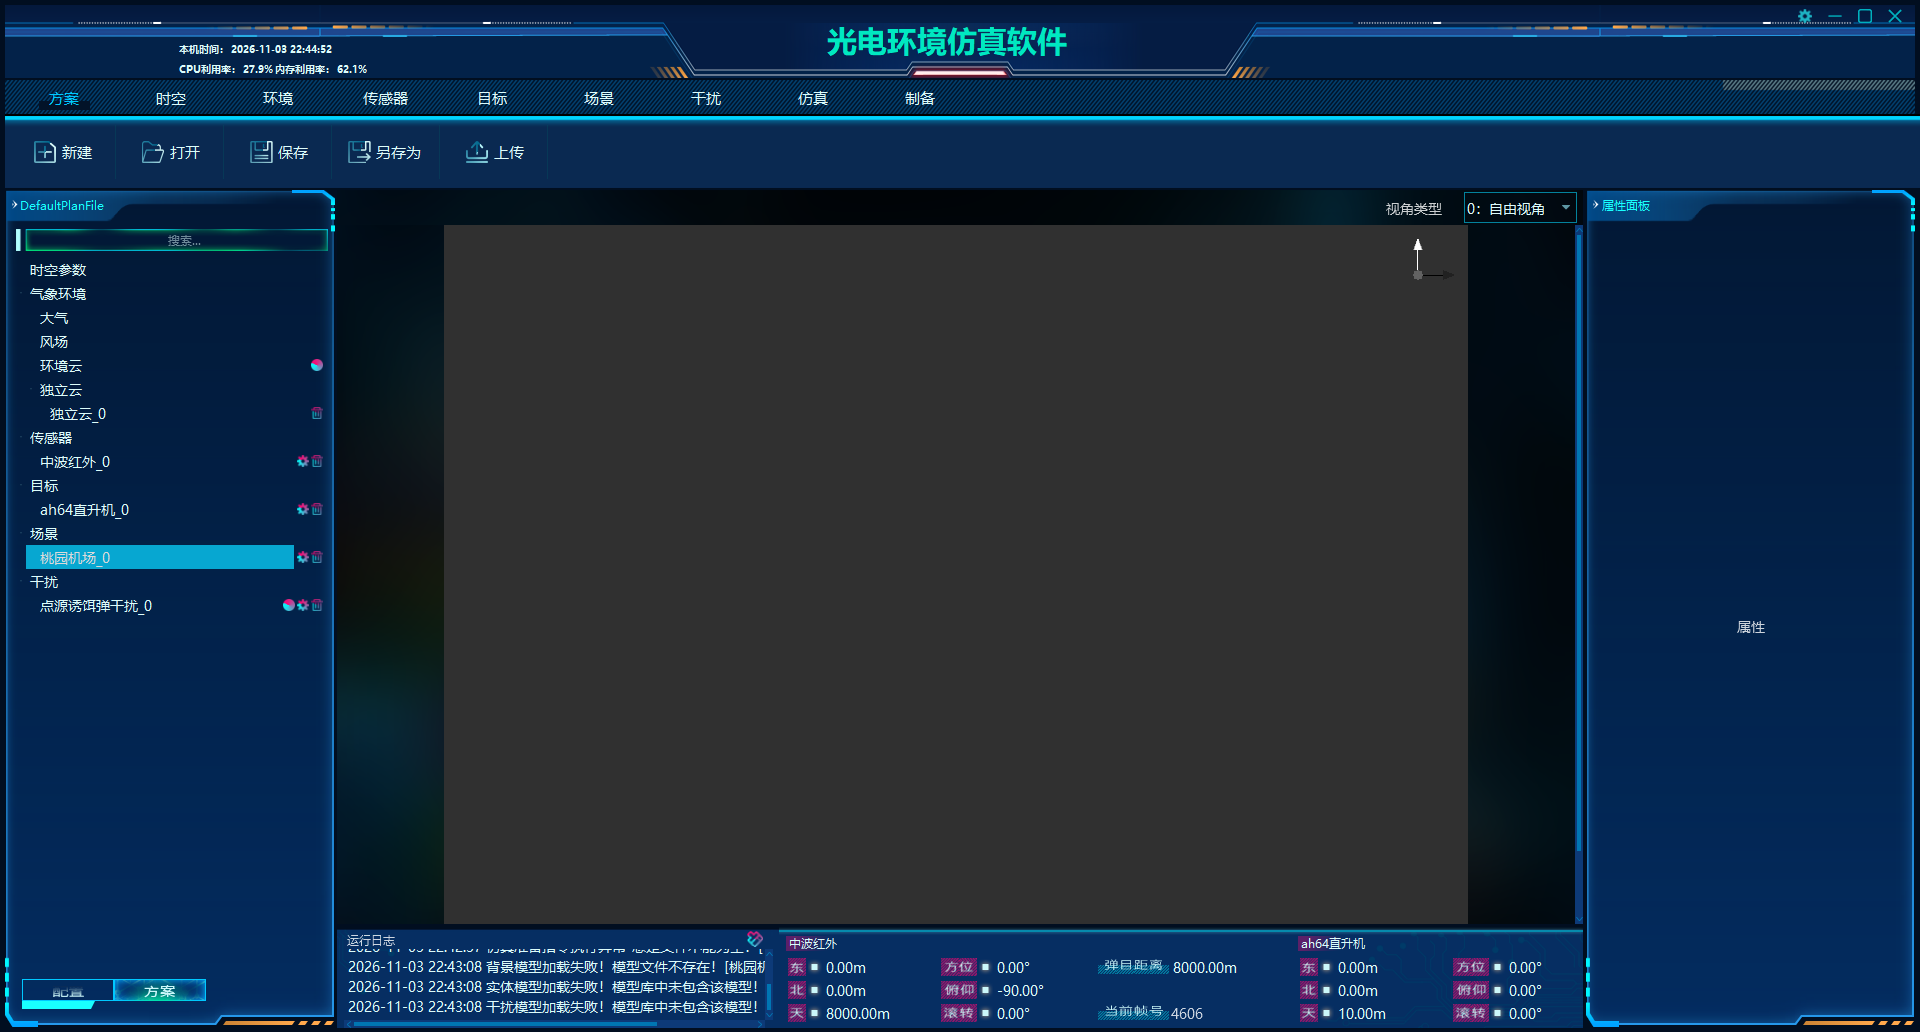 光电环境仿真软件
本机时间: 2026-11-03 22:44:52
CPU利用率: 27.9% 内存利用率: 62.1%
方案 时空 环境 传感器 目标 场景 干扰 仿真 制备
新建 打开 保存 另存为 上传
DefaultPlanFile
搜索...
时空参数
气象环境
大气
风场
环境云
独立云
独立云_0
传感器
中波红外_0
目标
ah64直升机_0
场景
桃园机场_0
干扰
点源诱饵弹干扰_0
配置 方案
视角类型 0: 自由视角
运行日志
2026-11-03 22:43:08 背景模型加载失败! 模型文件不存在! [桃园机
2026-11-03 22:43:08 实体模型加载失败! 模型库中未包含该模型!
2026-11-03 22:43:08 干扰模型加载失败! 模型库中未包含该模型!
中波红外
东 0.00m 方位 0.00°
北 0.00m 俯仰 -90.00°
天 8000.00m 滚转 0.00°
弹目距离 8000.00m
当前帧号 4606
ah64直升机
东 0.00m 方位 0.00°
北 0.00m 俯仰 0.00°
天 10.00m 滚转 0.00°
属性面板
属性